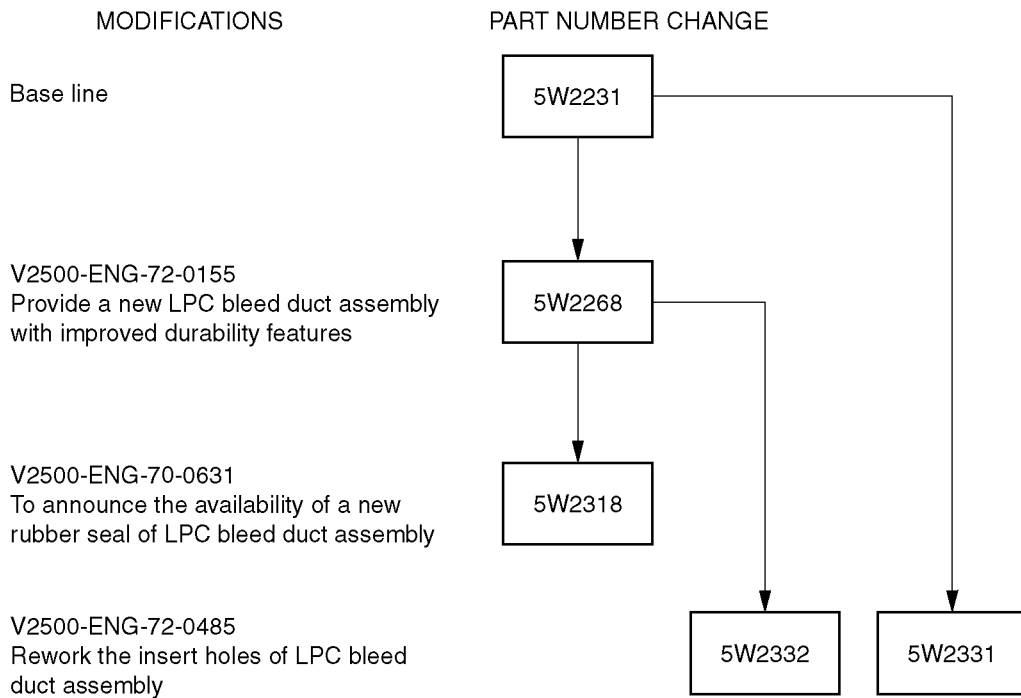 MODIFICATIONS
PART NUMBER CHANGE
Base line
5W2231
V2500-ENG-72-0155
Provide a new LPC bleed duct assembly
with improved durability features
5W2268
V2500-ENG-70-0631
To announce the availability of a new
rubber seal of LPC bleed duct assembly
5W2318
V2500-ENG-72-0485
Rework the insert holes of LPC bleed
duct assembly
5W2332
5W2331